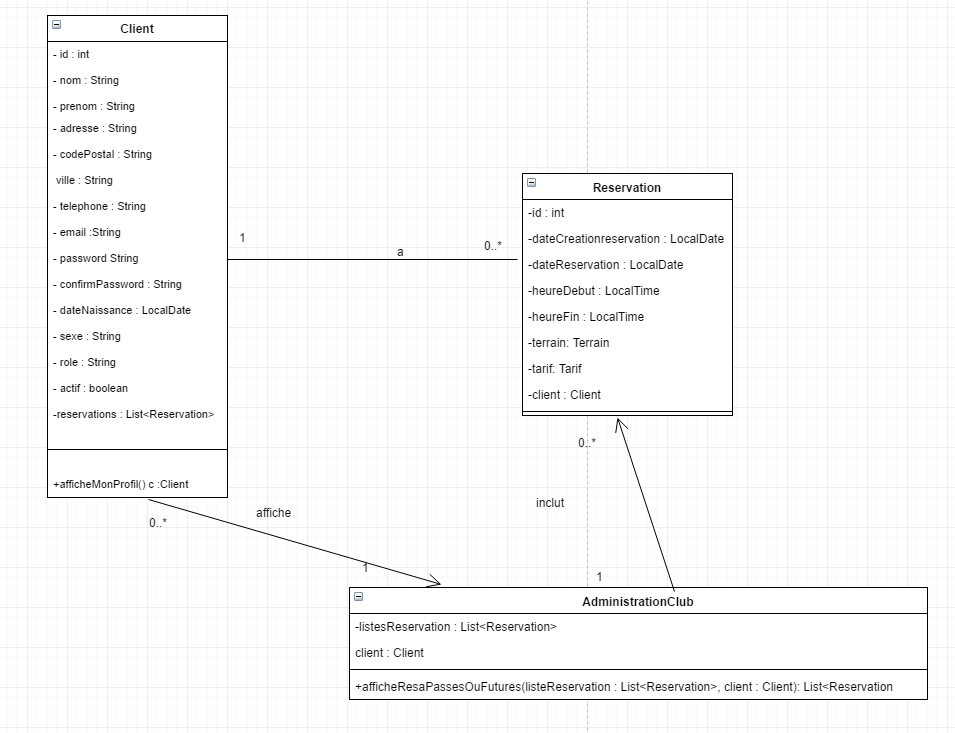 Client
- id : int
- nom : String
- prenom : String
- adresse : String
- codePostal : String
ville : String
- telephone : String
- email :String
- password String
- confirmPassword : String
- dateNaissance : LocalDate
- sexe : String
- role : String
- actif : boolean
-reservations : List<Reservation>
+afficheMonProfil() c :Client
1
a
0..*
Reservation
-id : int
-dateCreationreservation : LocalDate
-dateReservation : LocalDate
-heureDebut : LocalTime
-heureFin : LocalTime
-terrain: Terrain
-tarif: Tarif
-client : Client
0..*
inclut
1
0..*
affiche
1
AdministrationClub
-listesReservation : List<Reservation>
client : Client
+afficheResaPassesOuFutures(listeReservation : List<Reservation>, client : Client): List<Reservation